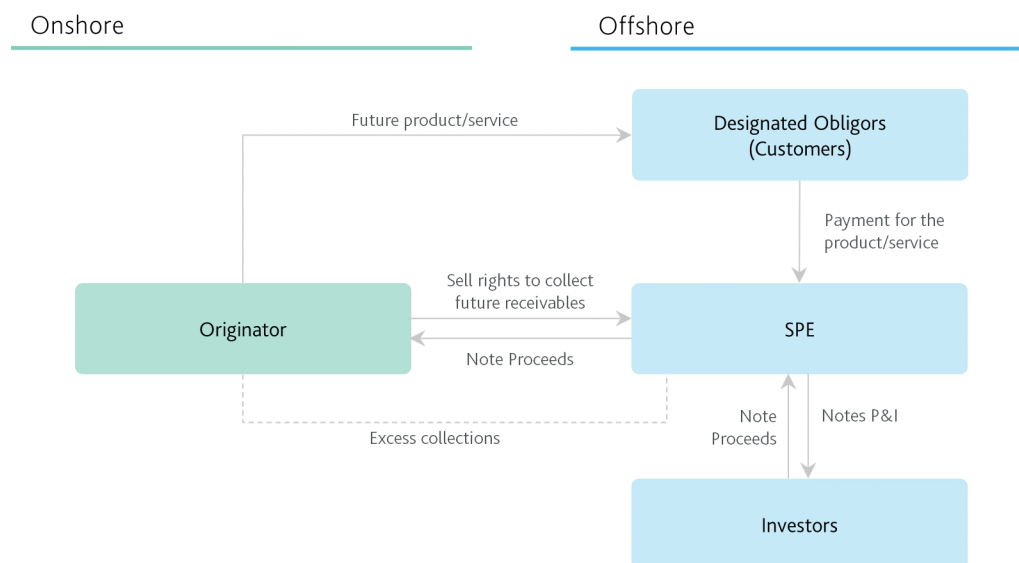 Onshore
Offshore
Future product/service
Designated Obligors
(Customers)
Payment for the
product/service
Sell rights to collect
future receivables
Originator
SPE
Note Proceeds
Excess collections
Note
Proceeds
Notes P&I
Investors